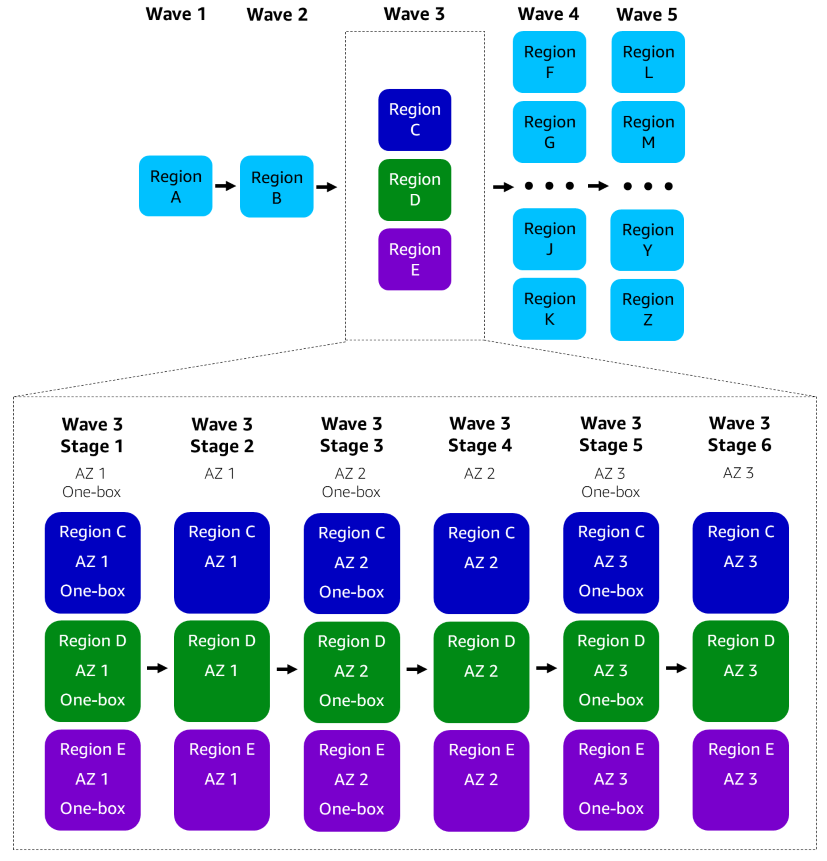 Wave 1
Wave 2
Wave 3
Wave 4
Wave 5
Region
A
Region
B
Region
C
Region
D
Region
E
Region
F
Region
G
• • •
Region
J
Region
K
Region
L
Region
M
• • •
Region
Y
Region
Z
Wave 3
Stage 1
AZ 1
One-box
Region C
AZ 1
One-box
Region D
AZ 1
One-box
Region E
AZ 1
One-box
Wave 3
Stage 2
AZ 1
Region C
AZ 1
Region D
AZ 1
Region E
AZ 1
Wave 3
Stage 3
AZ 2
One-box
Region C
AZ 2
One-box
Region D
AZ 2
One-box
Region E
AZ 2
One-box
Wave 3
Stage 4
AZ 2
Region C
AZ 2
Region D
AZ 2
Region E
AZ 2
Wave 3
Stage 5
AZ 3
One-box
Region C
AZ 3
One-box
Region D
AZ 3
One-box
Region E
AZ 3
One-box
Wave 3
Stage 6
AZ 3
Region C
AZ 3
Region D
AZ 3
Region E
AZ 3